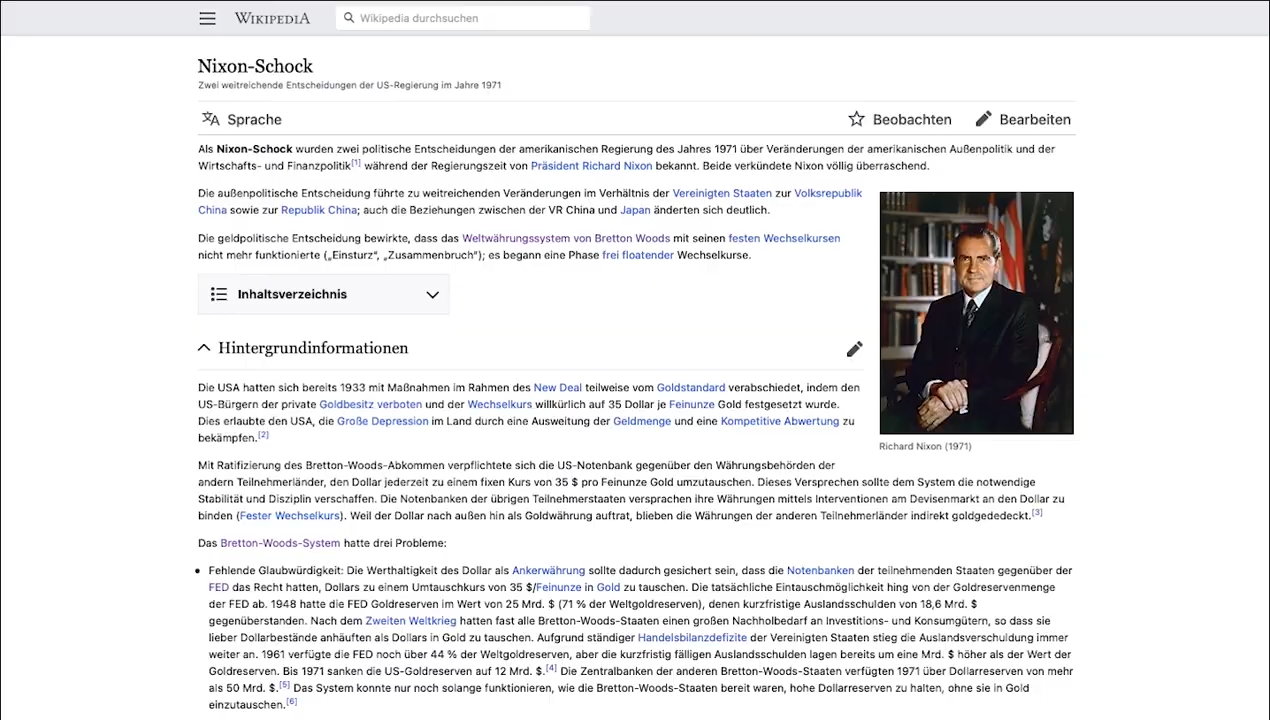 WIKIPEDIA
Wikipedia durchsuchen
Nixon-Schock
Zwei weitreichende Entscheidungen der US-Regierung im Jahre 1971
Sprache
Beobachten
Bearbeiten
Als Nixon-Schock wurden zwei politische Entscheidungen der amerikanischen Regierung des Jahres 1971 über Veränderungen der amerikanischen Außenpolitik und der
Wirtschafts- und Finanzpolitik[1] während der Regierungszeit von Präsident Richard Nixon bekannt. Beide verkündete Nixon völlig überraschend.
Die außenpolitische Entscheidung führte zu weitreichenden Veränderungen im Verhältnis der Vereinigten Staaten zur Volksrepublik
China sowie zur Republik China; auch die Beziehungen zwischen der VR China und Japan änderten sich deutlich.
Die geldpolitische Entscheidung bewirkte, dass das Weltwährungssystem von Bretton Woods mit seinen festen Wechselkursen
nicht mehr funktionierte („Einsturz“, „Zusammenbruch“); es begann eine Phase frei floatender Wechselkurse.
Inhaltsverzeichnis
Hintergrundinformationen
Die USA hatten sich bereits 1933 mit Maßnahmen im Rahmen des New Deal teilweise vom Goldstandard verabschiedet, indem den
US-Bürgern der private Goldbesitz verboten und der Wechselkurs willkürlich auf 35 Dollar je Feinunze Gold festgesetzt wurde.
Dies erlaubte den USA, die Große Depression im Land durch eine Ausweitung der Geldmenge und eine Kompetitive Abwertung zu
bekämpfen.[2]
Richard Nixon (1971)
Mit Ratifizierung des Bretton-Woods-Abkommen verpflichtete sich die US-Notenbank gegenüber den Währungsbehörden der
andern Teilnehmerländer, den Dollar jederzeit zu einem fixen Kurs von 35 $ pro Feinunze Gold umzutauschen. Dieses Versprechen sollte dem System die notwendige
Stabilität und Disziplin verschaffen. Die Notenbanken der übrigen Teilnehmerstaaten versprachen ihre Währungen mittels Interventionen am Devisenmarkt an den Dollar zu
binden (Fester Wechselkurs). Weil der Dollar nach außen hin als Goldwährung auftrat, blieben die Währungen der anderen Teilnehmerländer indirekt goldgededeckt.[3]
Das Bretton-Woods-System hatte drei Probleme:
• Fehlende Glaubwürdigkeit: Die Werthaltigkeit des Dollar als Ankerwährung sollte dadurch gesichert sein, dass die Notenbanken der teilnehmenden Staaten gegenüber der
FED das Recht hatten, Dollars zu einem Umtauschkurs von 35 $/Feinunze in Gold zu tauschen. Die tatsächliche Eintauschmöglichkeit hing von der Goldreservenmenge
der FED ab. 1948 hatte die FED Goldreserven im Wert von 25 Mrd. $ (71 % der Weltgoldreserven), denen kurzfristige Auslandsschulden von 18,6 Mrd. $
gegenüberstanden. Nach dem Zweiten Weltkrieg hatten fast alle Bretton-Woods-Staaten einen großen Nachholbedarf an Investitions- und Konsumgütern, so dass sie
lieber Dollarbestände anhäuften als Dollars in Gold zu tauschen. Aufgrund ständiger Handelsbilanzdefizite der Vereinigten Staaten stieg die Auslandsverschuldung immer
weiter an. 1961 verfügte die FED noch über 44 % der Weltgoldreserven, aber die kurzfristig fälligen Auslandsschulden lagen bereits um eine Mrd. $ höher als der Wert der
Goldreserven. Bis 1971 sanken die US-Goldreserven auf 12 Mrd. $.[4] Die Zentralbanken der anderen Bretton-Woods-Staaten verfügten 1971 über Dollarreserven von mehr
als 50 Mrd. $.[5] Das System konnte nur noch solange funktionieren, wie die Bretton-Woods-Staaten bereit waren, hohe Dollarreserven zu halten, ohne sie in Gold
einzutauschen.[6]